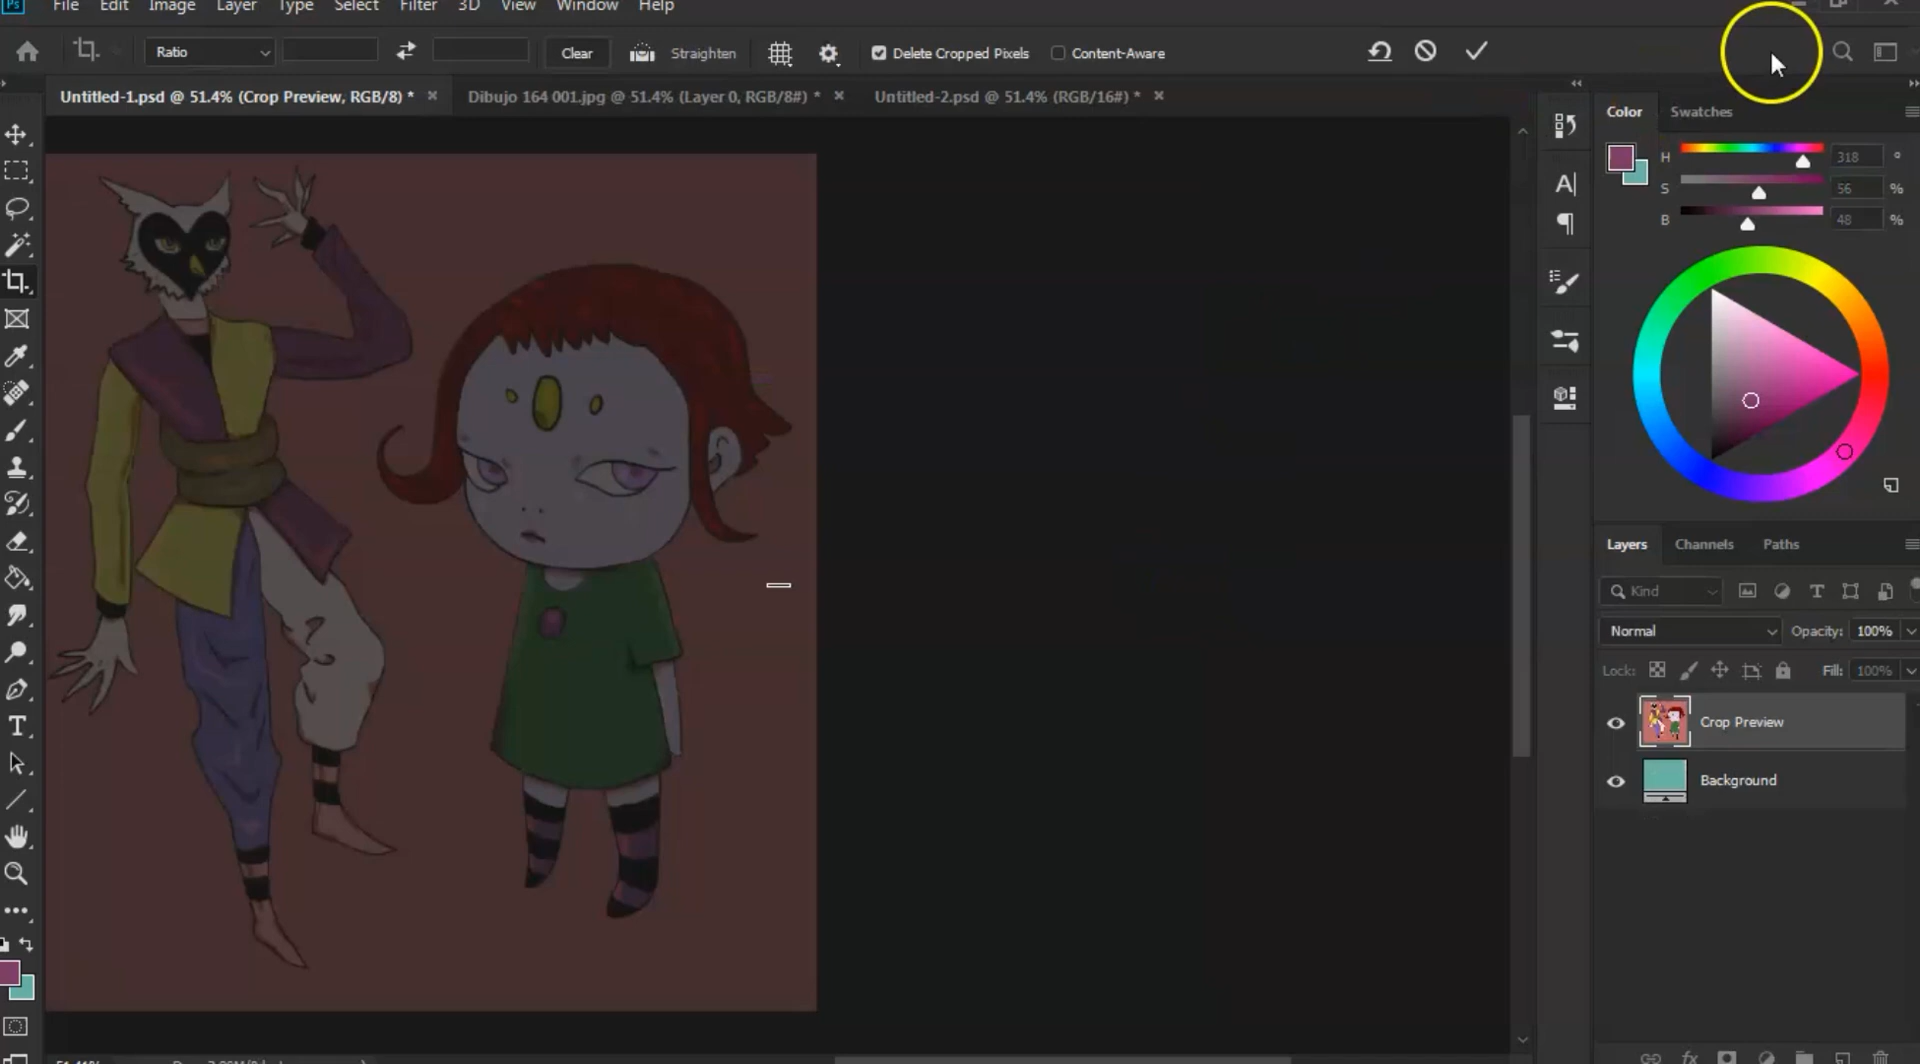 Ps File Edit Image Layer Type Select Filter 3D View Window Help
Ratio Clear Straighten Delete Cropped Pixels Content-Aware
Untitled-1.psd @ 51.4% (Crop Preview, RGB/8) * × Dibujo 164 001.jpg @ 51.4% (Layer 0, RGB/8#) * × Untitled-2.psd @ 51.4% (RGB/16#) * ×
Color Swatches
H 318 °
S 56 %
B 48 %
Layers Channels Paths
Kind
Normal Opacity: 100%
Lock: Fill: 100%
Crop Preview
Background